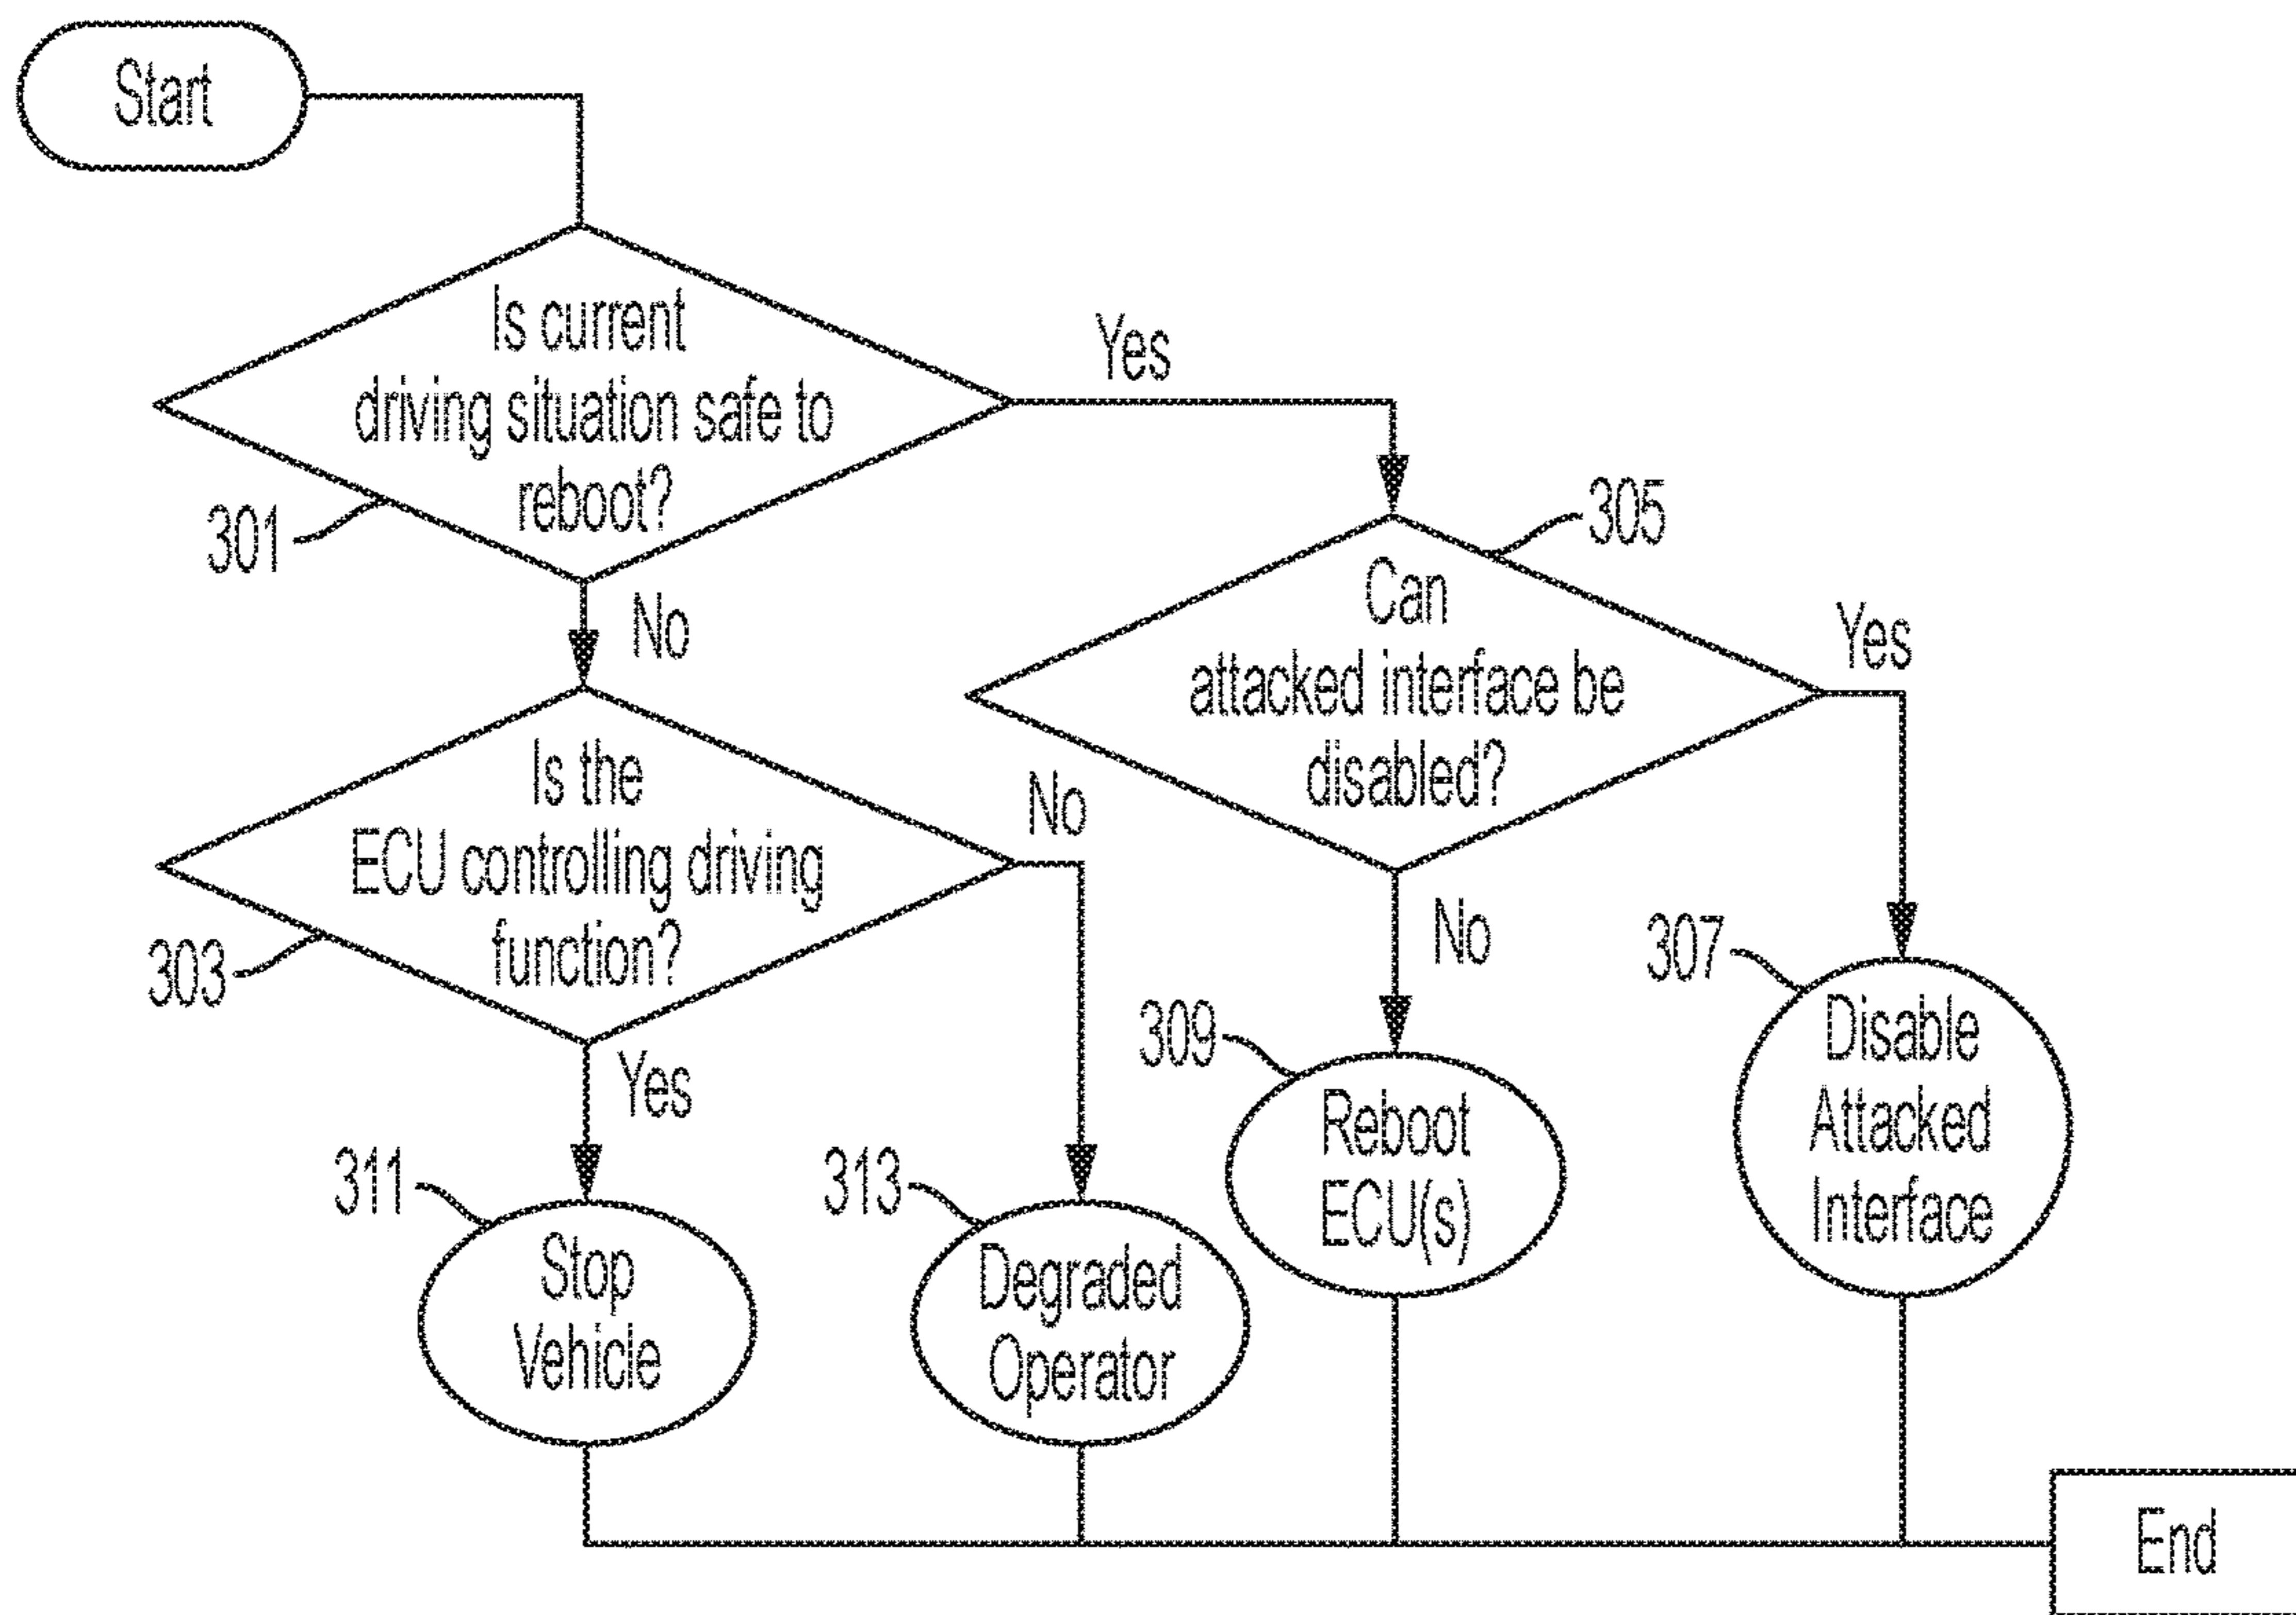 Start
Is current
driving situation safe to
reboot?
301
Yes
No
305
Can
attacked interface be
disabled?
Yes
No
Is the
ECU controlling driving
function?
303
No
Yes
311
Stop
Vehicle
313
Degraded
Operator
309
Reboot
ECU(s)
307
Disable
Attacked
Interface
End